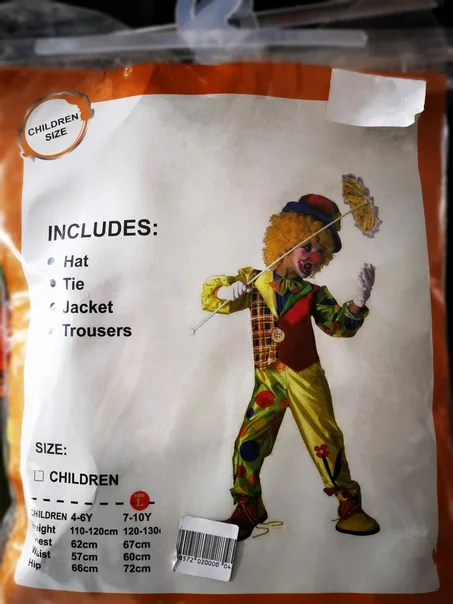 CHILDREN
SIZE
INCLUDES:
Hat
Tie
Jacket
Trousers
SIZE:
CHILDREN
SIZE
L
CHILDREN 4-6Y 7-10Y
110-120cm 120-130
62cm 67cm
57cm 60cm
Hip 66cm 72cm